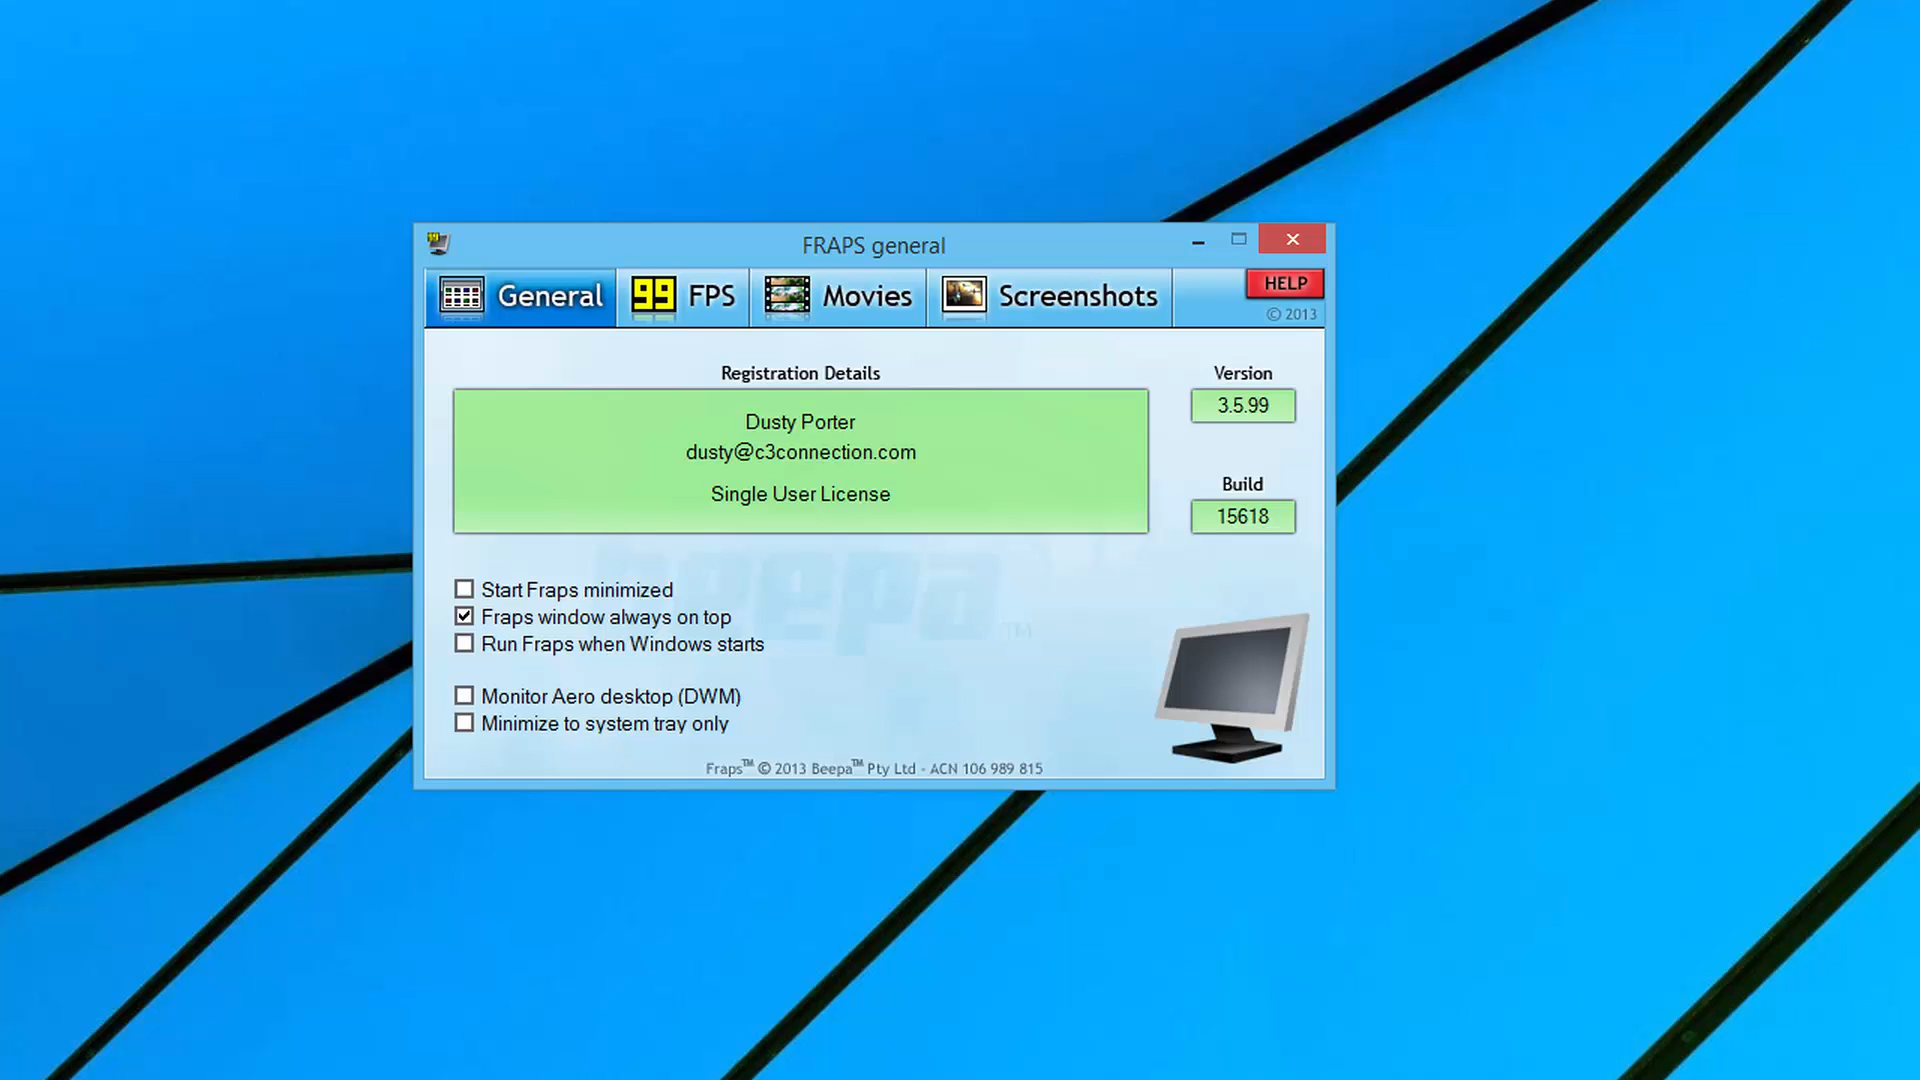 FRAPS general
General
99 FPS
Movies
Screenshots
HELP
© 2013
Registration Details
Dusty Porter
dusty@c3connection.com
Single User License
Version
3.5.99
Build
15618
beepa™
Start Fraps minimized
Fraps window always on top
Run Fraps when Windows starts
Monitor Aero desktop (DWM)
Minimize to system tray only
Fraps™ © 2013 Beepa™ Pty Ltd - ACN 106 989 815